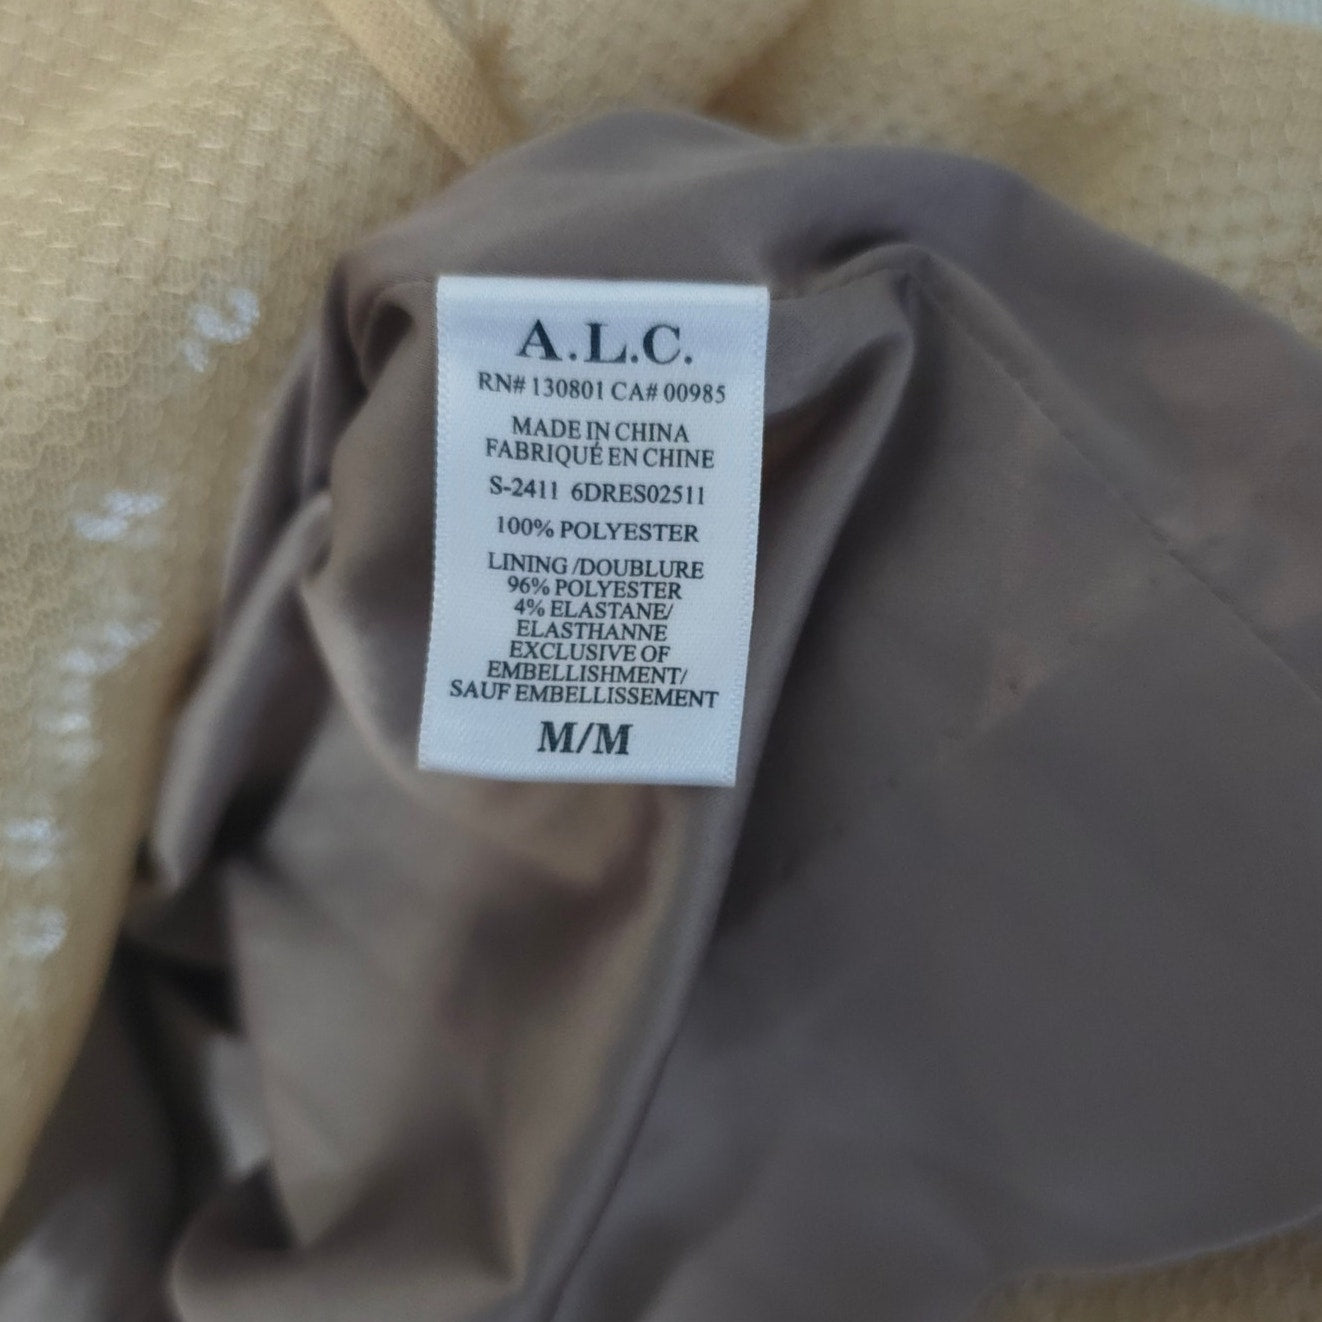 A.L.C.
RN# 130801 CA# 00985
MADE IN CHINA
FABRIQUÉ EN CHINE
S-2411 6DRES02511
100% POLYESTER
LINING /DOUBLURE
96% POLYESTER
4% ELASTANE/
ELASTHANNE
EXCLUSIVE OF
EMBELLISHMENT/
SAUF EMBELLISSEMENT
M/M